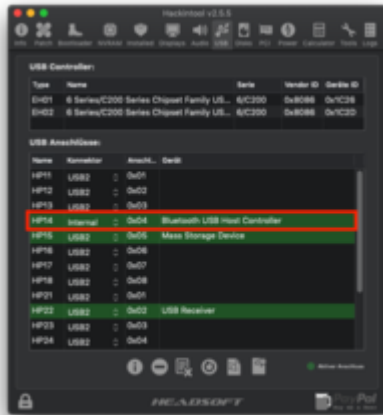 Hackintool v2.5.5
Info Patch Bootloader NVRAM Installed Displays Audio USB Disks PCI Power Calculator Tools Logs
USB Controller:
Type Name Serie Vender ID Geräte ID
EH01 6 Series/C200 Series Chipset Family US... 6/C200 0x8086 0x1C26
EH02 6 Series/C200 Series Chipset Family US... 6/C200 0x8086 0x1C2D
USB Anschlüsse:
Name Konnektor Anschl... Gerät
HP11 USB2 0x01
HP12 USB2 0x02
HP13 USB2 0x03
HP14 Internal 0x04 Bluetooth USB Host Controller
HP15 USB2 0x05 Mass Storage Device
HP16 USB2 0x06
HP17 USB2 0x07
HP18 USB2 0x08
HP21 USB2 0x01
HP22 USB2 0x02 USB Receiver
HP23 USB2 0x03
HP24 USB2 0x04
Aktiver Anschluss
HEADSOFT
PayPal